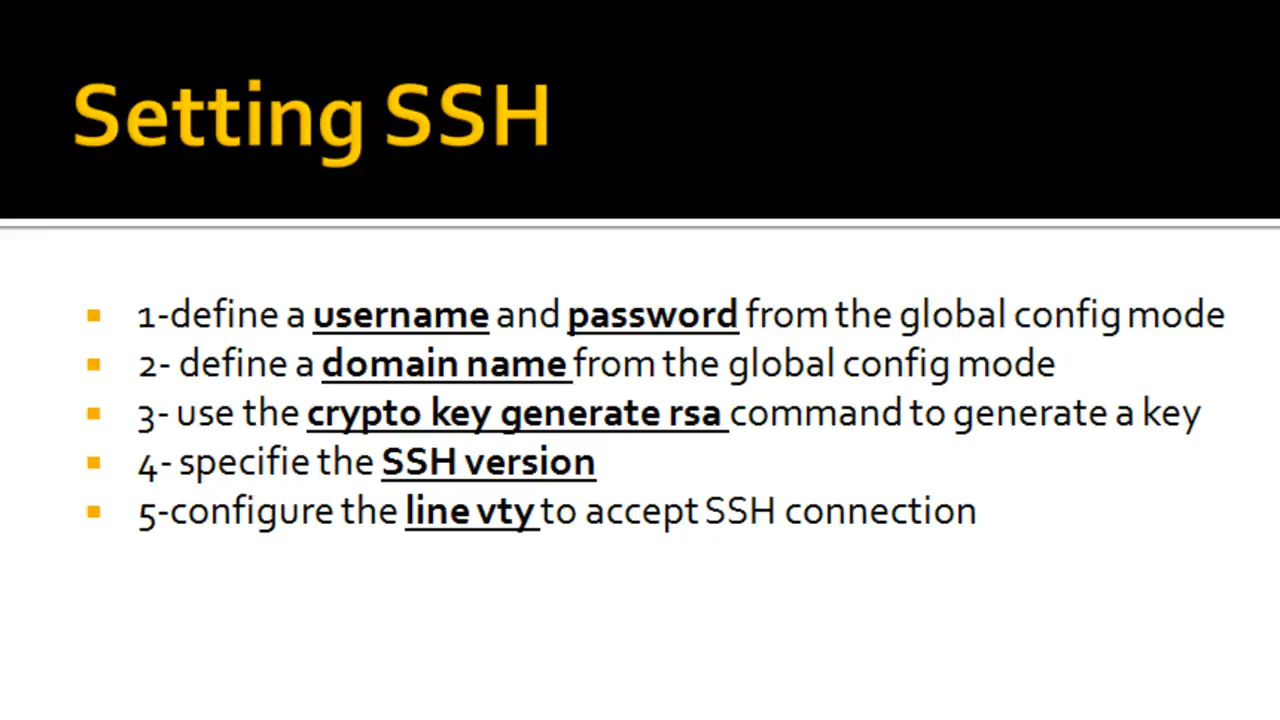 Setting SSH
1-define a username and password from the global config mode
2- define a domain name from the global config mode
3- use the crypto key generate rsa command to generate a key
4- specifie the SSH version
5-configure the line vty to accept SSH connection